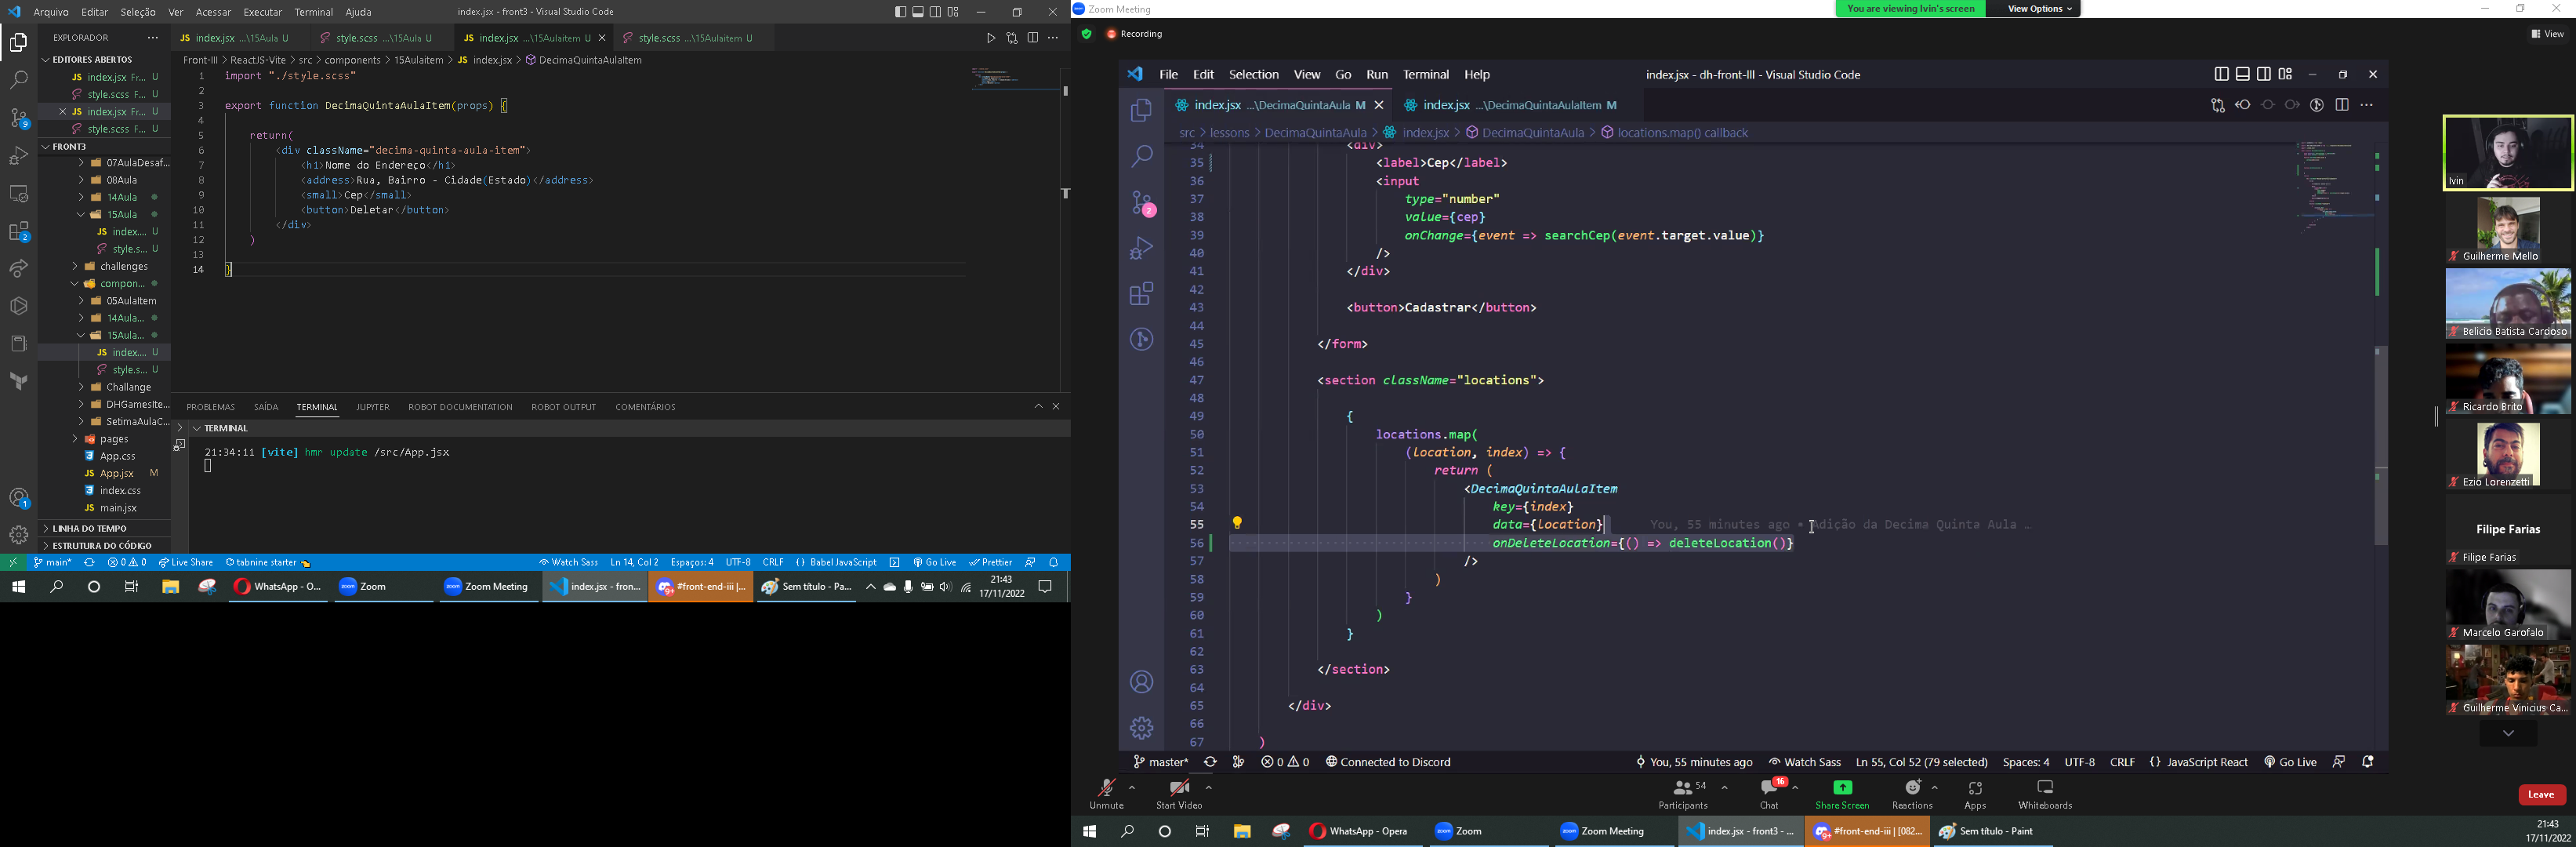 Arquivo Editar Seleção Ver Acessar Executar Terminal Ajuda
index.jsx - front3 - Visual Studio Code
EXPLORADOR
EDITORES ABERTOS
JS index.jsx Fr... U
style.scss F... U
JS index.jsx Fr... U
style.scss F... U
FRONT3
07AulaDesaf...
08Aula
14Aula
15Aula
JS index.... U
style.s... U
challenges
compon...
05AulaItem
14Aula...
15Aula...
JS index.... U
style.s... U
Challange
DHGamesIte...
SetimaAulaC...
pages
App.css
JS App.jsx M
index.css
JS main.jsx
LINHA DO TEMPO
ESTRUTURA DO CÓDIGO
JS index.jsx ...\15Aula U
style.scss ...\15Aula U
JS index.jsx ...\15Aulaitem U
style.scss ...\15Aulaitem U
Front-III > ReactJS-Vite > src > components > 15Aulaitem > JS index.jsx > DecimaQuintaAulaItem
1 import "./style.scss"
2
3 export function DecimaQuintaAulaItem(props) {
4
5 return(
6 <div className="decima-quinta-aula-item">
7 <h1>Nome do Endereço</h1>
8 <address>Rua, Bairro - Cidade(Estado)</address>
9 <small>Cep</small>
10 <button>Deletar</button>
11 </div>
12 )
13
14 }
PROBLEMAS SAÍDA TERMINAL JUPYTER ROBOT DOCUMENTATION ROBOT OUTPUT COMENTÁRIOS
TERMINAL
21:34:11 [vite] hmr update /src/App.jsx
main* 0 0 Live Share tabnine starter
Watch Sass Ln 14, Col 2 Espaços: 4 UTF-8 CRLF {} Babel JavaScript Go Live Prettier
WhatsApp - O... Zoom Zoom Meeting index.jsx - fron... #front-end-iii |... Sem título - Pa...
21:43
17/11/2022
Zoom Meeting
You are viewing Ivin's screen View Options
Recording
View
File Edit Selection View Go Run Terminal Help
index.jsx - dh-front-III - Visual Studio Code
index.jsx ...\DecimaQuintaAula M
index.jsx ...\DecimaQuintaAulaItem M
src > lessons > DecimaQuintaAula > index.jsx > DecimaQuintaAula > locations.map() callback
34 <div>
35 <label>Cep</label>
36 <input
37 type="number"
38 value={cep}
39 onChange={event => searchCep(event.target.value)}
40 />
41 </div>
42
43 <button>Cadastrar</button>
44
45 </form>
46
47 <section className="locations">
48
49 {
50 locations.map(
51 (location, index) => {
52 return (
53 <DecimaQuintaAulaItem
54 key={index}
55 data={location} You, 55 minutes ago • Adição da Decima Quinta Aula …
56 onDeleteLocation={() => deleteLocation()}
57 />
58 )
59 }
60 )
61 }
62
63 </section>
64
65 </div>
66
67 )
master* 0 0 Connected to Discord
You, 55 minutes ago Watch Sass Ln 55, Col 52 (79 selected) Spaces: 4 UTF-8 CRLF {} JavaScript React Go Live
Ivin
Guilherme Mello
Belicio Batista Cardoso
Ricardo Brito
Ezio Lorenzetti
Filipe Farias
Filipe Farias
Marcelo Garofalo
Guilherme Vinicius Ca...
Unmute Start Video Participants 54 Chat 16 Share Screen Reactions Apps Whiteboards Leave
WhatsApp - Opera Zoom Zoom Meeting index.jsx - front3 - ... #front-end-iii | [082... Sem título - Paint
21:43
17/11/2022